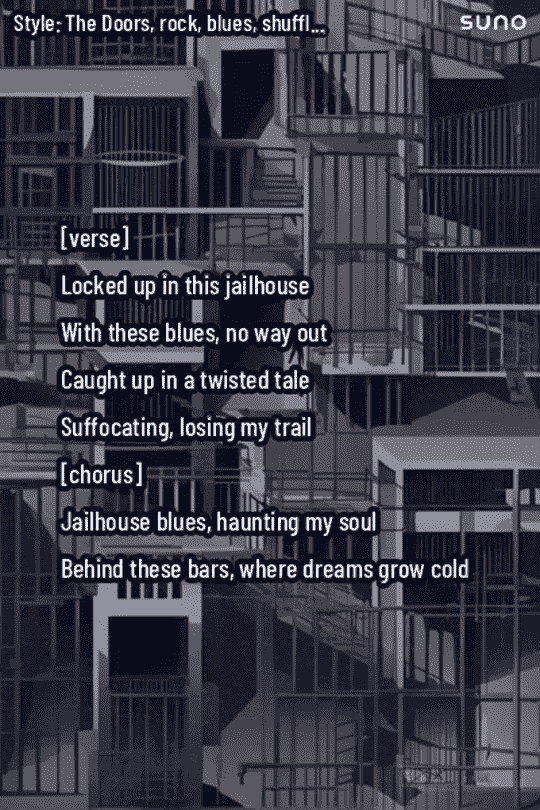 Style: The Doors, rock, blues, shuffl...
suno
[verse]
Locked up in this jailhouse
With these blues, no way out
Caught up in a twisted tale
Suffocating, losing my trail
[chorus]
Jailhouse blues, haunting my soul
Behind these bars, where dreams grow cold